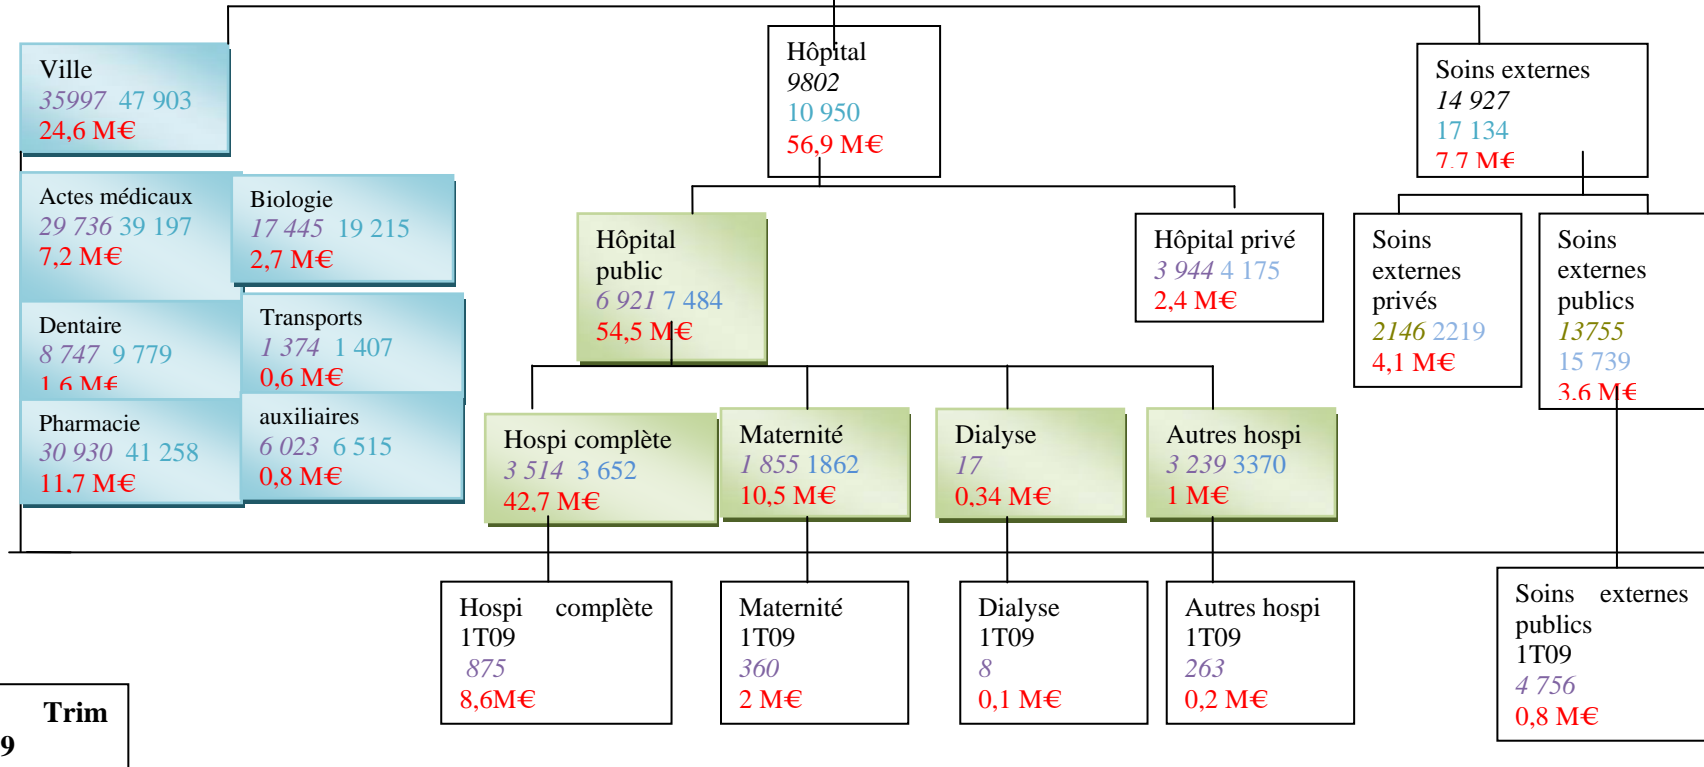 Ville
35997 47 903
24,6 M€
Hôpital
9802
10 950
56,9 M€
Soins externes
14 927
17 134
7,7 M€
Actes médicaux
29 736 39 197
7,2 M€
Biologie
17 445 19 215
2,7 M€
Dentaire
8 747 9 779
1,6 M€
Transports
1 374 1 407
0,6 M€
Pharmacie
30 930 41 258
11,7 M€
auxiliaires
6 023 6 515
0,8 M€
Hôpital
public
6 921 7 484
54,5 M€
Hôpital privé
3 944 4 175
2,4 M€
Soins
externes
privés
2146 2219
4,1 M€
Soins
externes
publics
13755
15 739
3,6 M€
Hospi complète
3 514 3 652
42,7 M€
Maternité
1 855 1862
10,5 M€
Dialyse
17
0,34 M€
Autres hospi
3 239 3370
1 M€
Hospi complète
1T09
875
8,6M€
Maternité
1T09
360
2 M€
Dialyse
1T09
8
0,1 M€
Autres hospi
1T09
263
0,2 M€
Soins externes
publics
1T09
4 756
0,8 M€
Trim
9